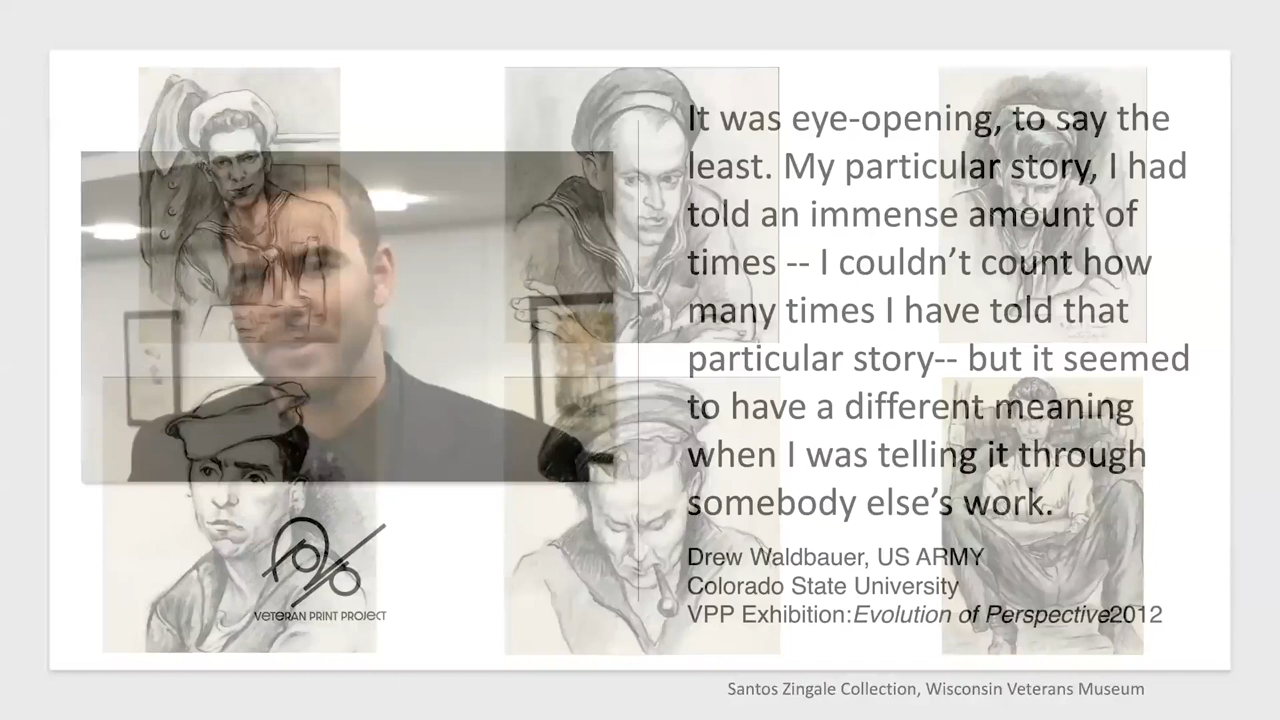 It was eye-opening, to say the
least. My particular story, I had
told an immense amount of
times -- I couldn’t count how
many times I have told that
particular story-- but it seemed
to have a different meaning
when I was telling it through
somebody else’s work.
Drew Waldbauer, US ARMY
Colorado State University
VPP Exhibition:Evolution of Perspective2012
VETERAN PRINT PROJECT
Santos Zingale Collection, Wisconsin Veterans Museum